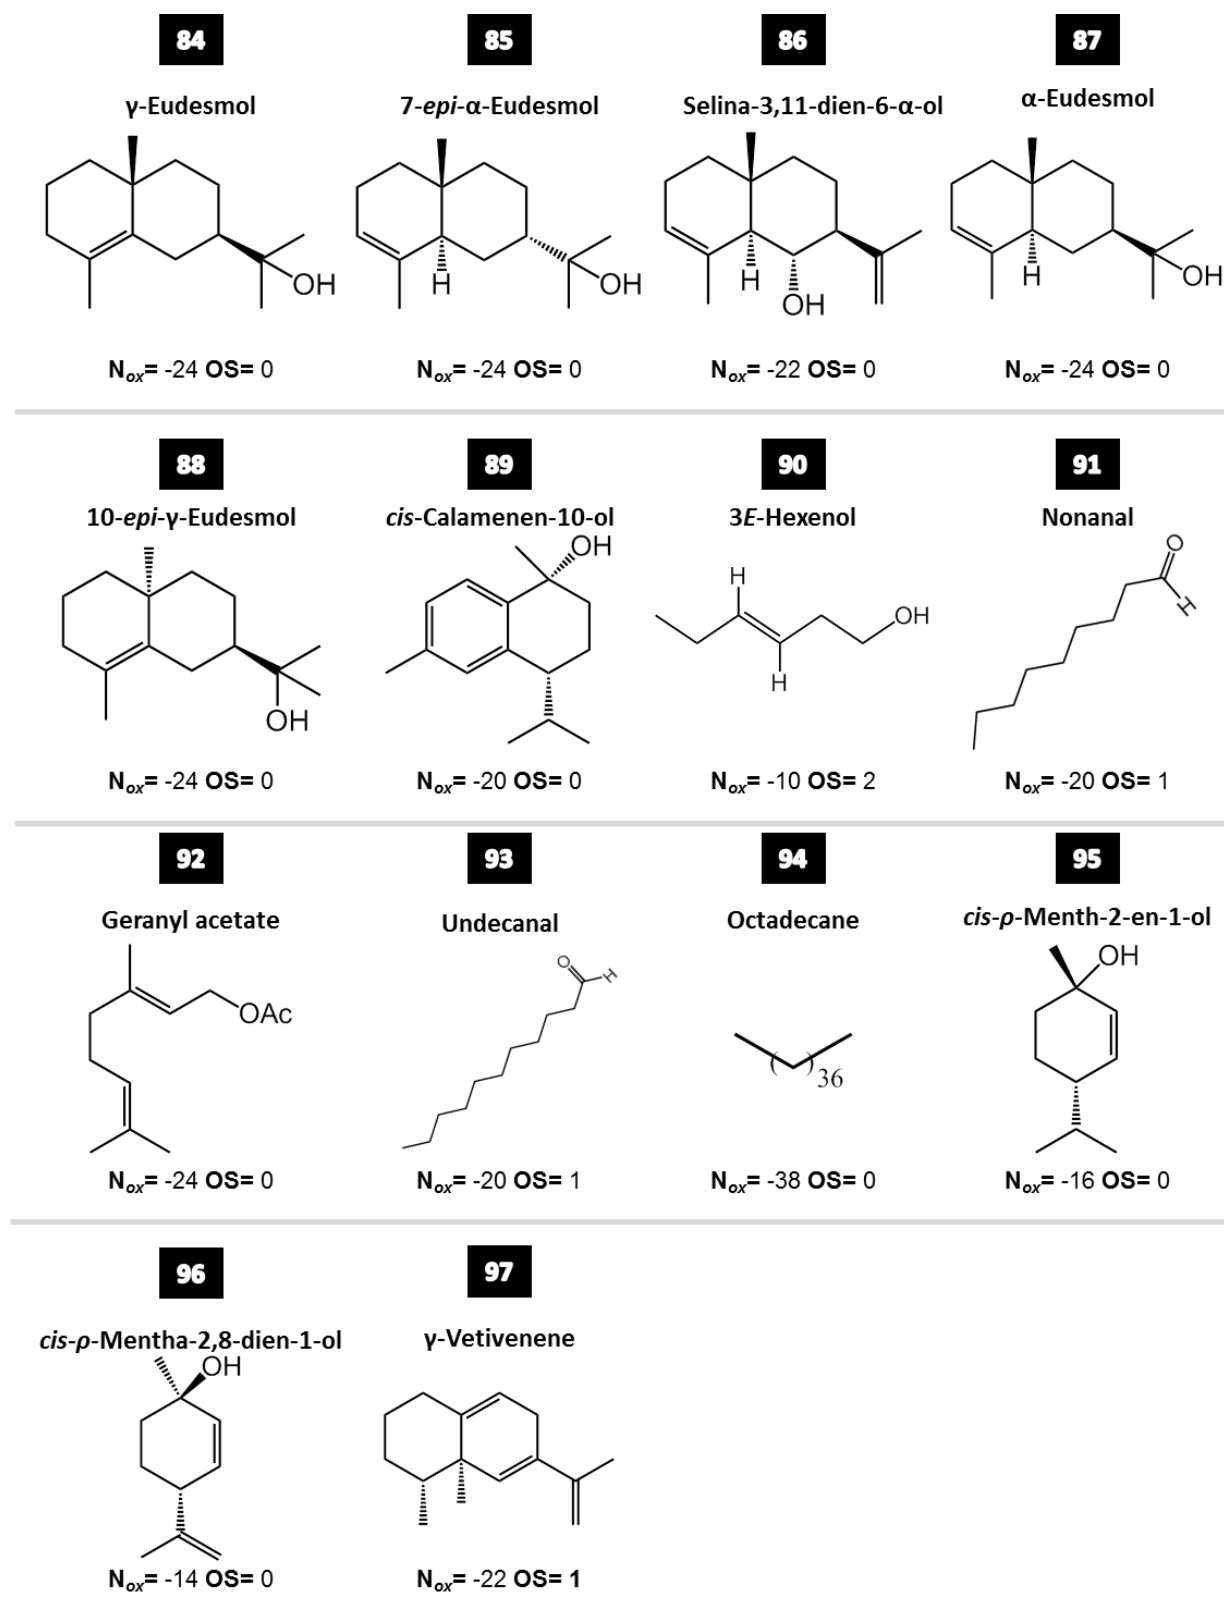 84 85 86 87
γ-Eudesmol 7-epi-α-Eudesmol Selina-3,11-dien-6-α-ol α-Eudesmol
H H H
OH OH OH OH
Nox= -24 OS= 0 Nox= -24 OS= 0 Nox= -22 OS= 0 Nox= -24 OS= 0
88 89 90 91
10-epi-γ-Eudesmol cis-Calamenen-10-ol 3E-Hexenol Nonanal
OH O
H H
OH
H
OH
Nox= -24 OS= 0 Nox= -20 OS= 0 Nox= -10 OS= 2 Nox= -20 OS= 1
92 93 94 95
Geranyl acetate Undecanal Octadecane cis-ρ-Menth-2-en-1-ol
O H OH
OAc
( )36
Nox= -24 OS= 0 Nox= -20 OS= 1 Nox= -38 OS= 0 Nox= -16 OS= 0
96 97
cis-ρ-Mentha-2,8-dien-1-ol γ-Vetivenene
OH
Nox= -14 OS= 0 Nox= -22 OS= 1